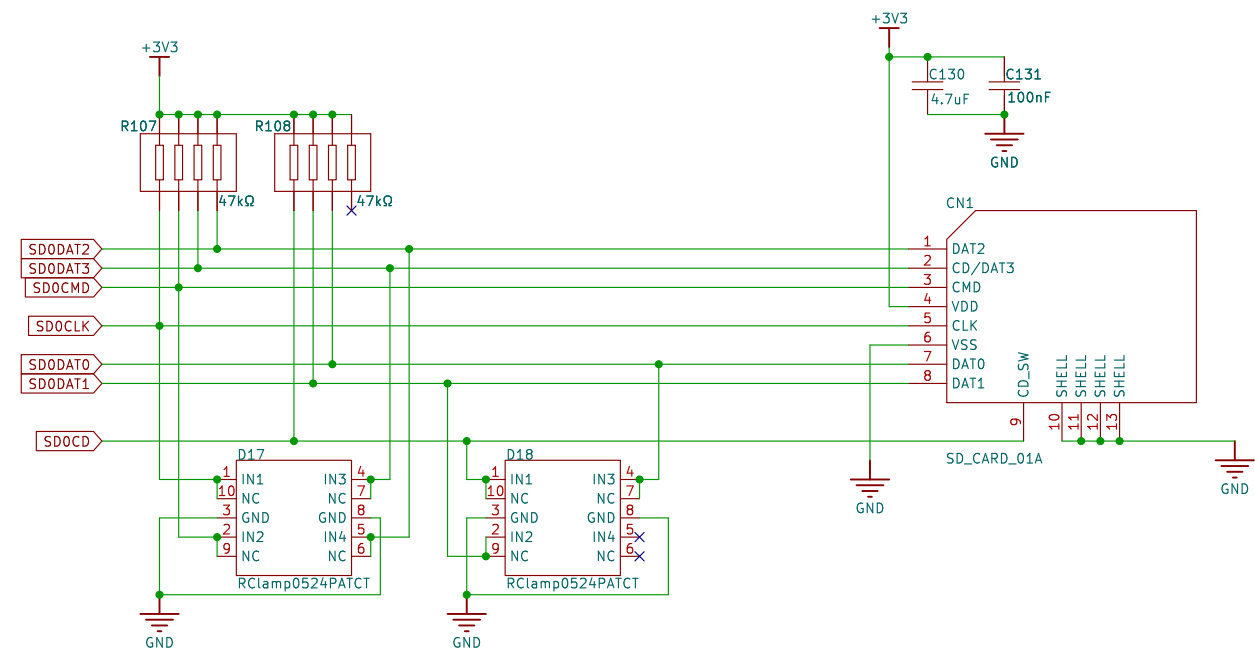 +3V3
+3V3
C130
4.7uF
C131
100nF
GND
R107
47kΩ
R108
47kΩ
SD0DAT2
SD0DAT3
SD0CMD
SD0CLK
SD0DAT0
SD0DAT1
SD0CD
CN1
1 DAT2
2 CD/DAT3
3 CMD
4 VDD
5 CLK
6 VSS
7 DAT0
8 DAT1
CD_SW
SHELL
SHELL
SHELL
SHELL
9
10
11
12
13
SD_CARD_01A
GND
GND
D17
1 IN1
10 NC
3 GND
2 IN2
9 NC
IN3 4
NC 7
GND 8
IN4 5
NC 6
RClamp0524PATCT
GND
D18
1 IN1
10 NC
3 GND
2 IN2
9 NC
IN3 4
NC 7
GND 8
IN4 5
NC 6
RClamp0524PATCT
GND